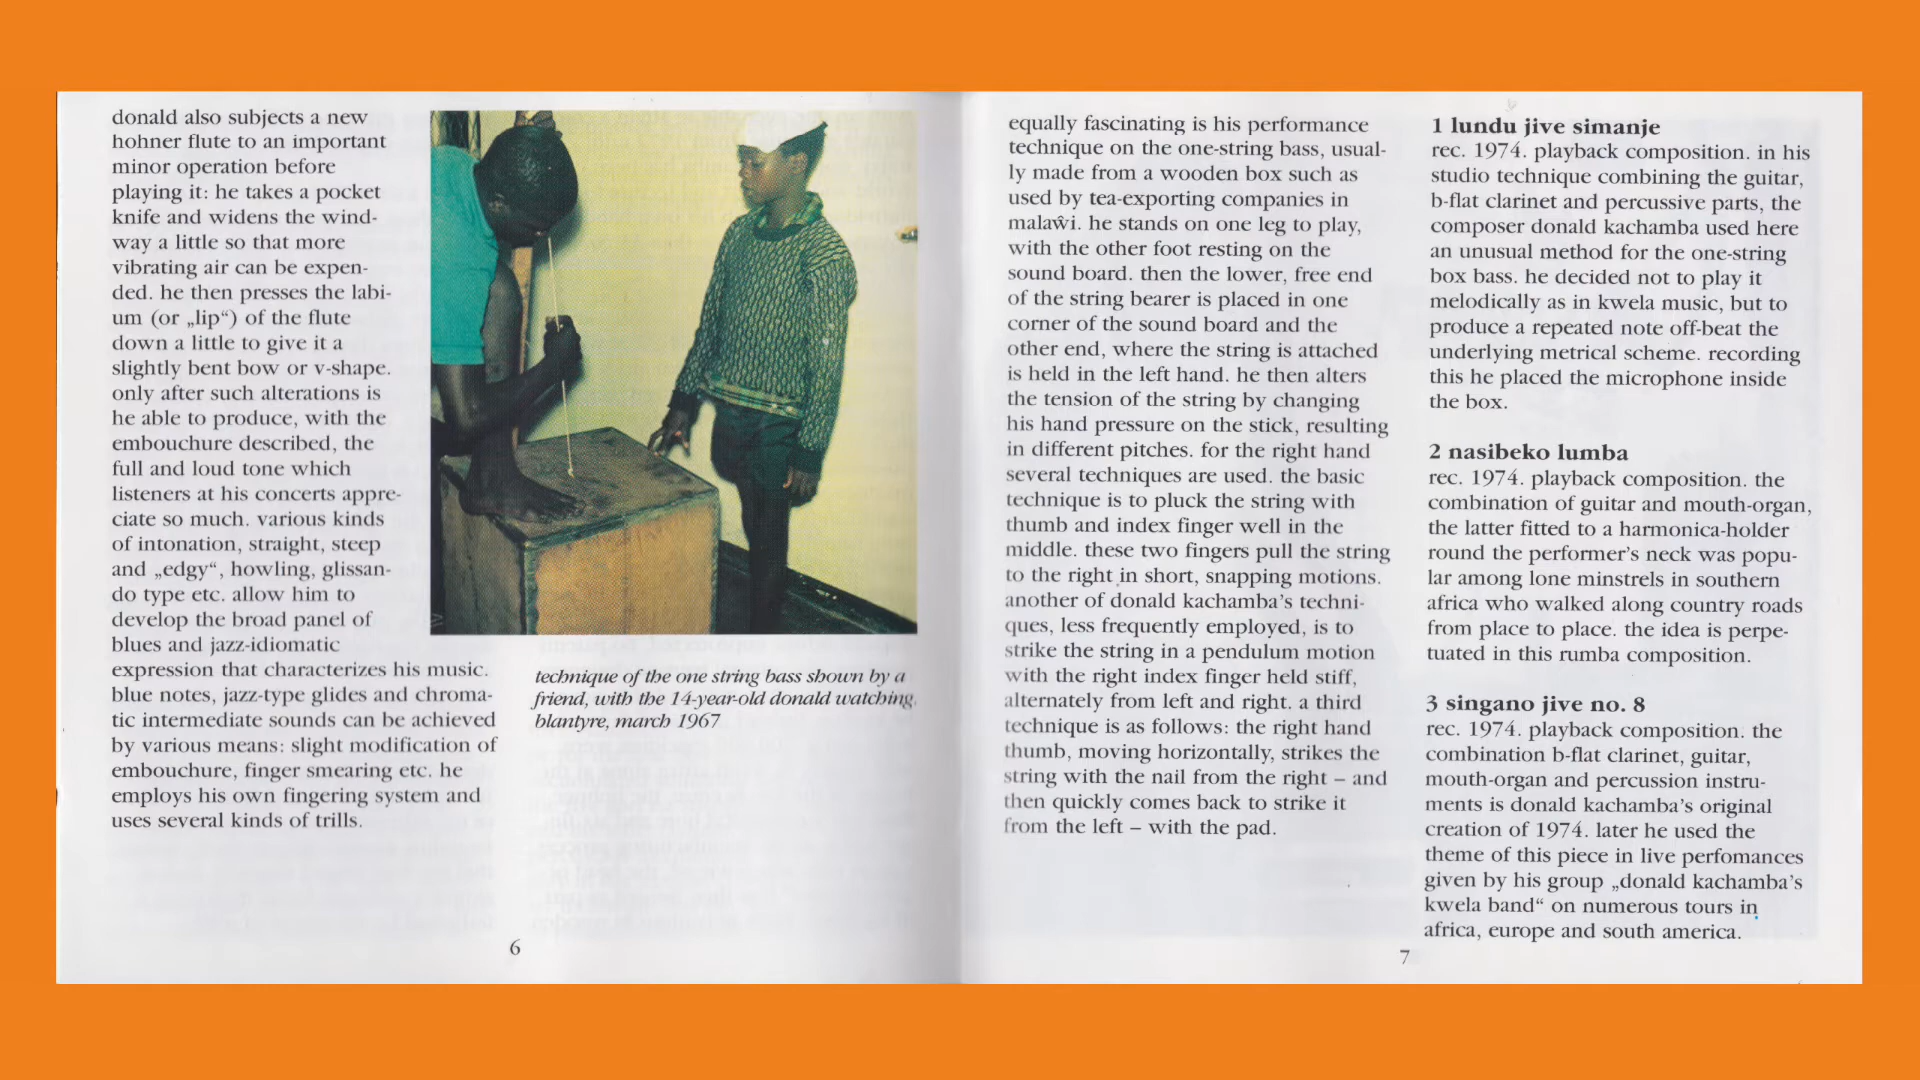 donald also subjects a new
hohner flute to an important
minor operation before
playing it: he takes a pocket
knife and widens the wind-
way a little so that more
vibrating air can be expen-
ded. he then presses the labi-
um (or „lip“) of the flute
down a little to give it a
slightly bent bow or v-shape.
only after such alterations is
he able to produce, with the
embouchure described, the
full and loud tone which
listeners at his concerts appre-
ciate so much. various kinds
of intonation, straight, steep
and „edgy“, howling, glissan-
do type etc. allow him to
develop the broad panel of
blues and jazz-idiomatic
expression that characterizes his music.
blue notes, jazz-type glides and chroma-
tic intermediate sounds can be achieved
by various means: slight modification of
embouchure, finger smearing etc. he
employs his own fingering system and
uses several kinds of trills.
technique of the one string bass shown by a
friend, with the 14-year-old donald watching.
blantyre, march 1967
6
equally fascinating is his performance
technique on the one-string bass, usual-
ly made from a wooden box such as
used by tea-exporting companies in
malaŵi. he stands on one leg to play,
with the other foot resting on the
sound board. then the lower, free end
of the string bearer is placed in one
corner of the sound board and the
other end, where the string is attached
is held in the left hand. he then alters
the tension of the string by changing
his hand pressure on the stick, resulting
in different pitches. for the right hand
several techniques are used. the basic
technique is to pluck the string with
thumb and index finger well in the
middle. these two fingers pull the string
to the right in short, snapping motions.
another of donald kachamba's techni-
ques, less frequently employed, is to
strike the string in a pendulum motion
with the right index finger held stiff,
alternately from left and right. a third
technique is as follows: the right hand
thumb, moving horizontally, strikes the
string with the nail from the right – and
then quickly comes back to strike it
from the left – with the pad.
1 lundu jive simanje
rec. 1974. playback composition. in his
studio technique combining the guitar,
b-flat clarinet and percussive parts, the
composer donald kachamba used here
an unusual method for the one-string
box bass. he decided not to play it
melodically as in kwela music, but to
produce a repeated note off-beat the
underlying metrical scheme. recording
this he placed the microphone inside
the box.
2 nasibeko lumba
rec. 1974. playback composition. the
combination of guitar and mouth-organ,
the latter fitted to a harmonica-holder
round the performer's neck was popu-
lar among lone minstrels in southern
africa who walked along country roads
from place to place. the idea is perpe-
tuated in this rumba composition.
3 singano jive no. 8
rec. 1974. playback composition. the
combination b-flat clarinet, guitar,
mouth-organ and percussion instru-
ments is donald kachamba's original
creation of 1974. later he used the
theme of this piece in live perfomances
given by his group „donald kachamba's
kwela band“ on numerous tours in
africa, europe and south america.
7